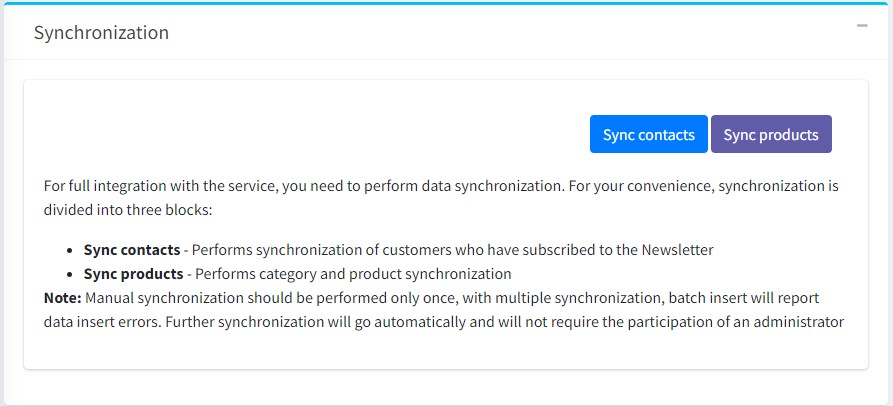 Synchronization
Sync contacts
Sync products
For full integration with the service, you need to perform data synchronization. For your convenience, synchronization is
divided into three blocks:
• Sync contacts - Performs synchronization of customers who have subscribed to the Newsletter
• Sync products - Performs category and product synchronization
Note: Manual synchronization should be performed only once, with multiple synchronization, batch insert will report
data insert errors. Further synchronization will go automatically and will not require the participation of an administrator